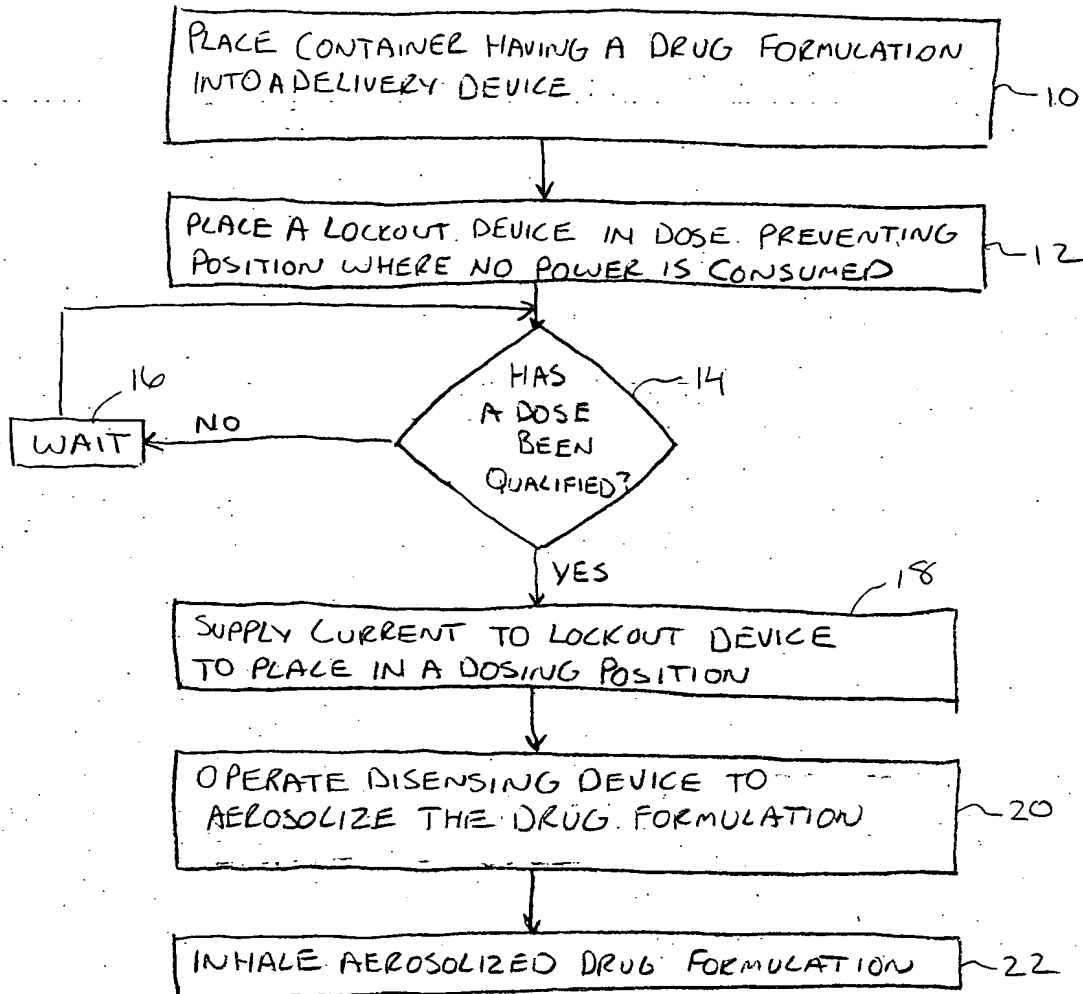 PLACE CONTAINER HAVING A DRUG FORMULATION
INTO A DELIVERY DEVICE
10
PLACE A LOCKOUT DEVICE IN DOSE PREVENTING
POSITION WHERE NO POWER IS CONSUMED
12
16
HAS
A DOSE
BEEN
QUALIFIED?
14
WAIT
NO
YES
18
SUPPLY CURRENT TO LOCKOUT DEVICE
TO PLACE IN A DOSING POSITION
OPERATE DISENSING DEVICE TO
AEROSOLIZE THE DRUG FORMULATION
20
INHALE AEROSOLIZED DRUG FORMULATION
22